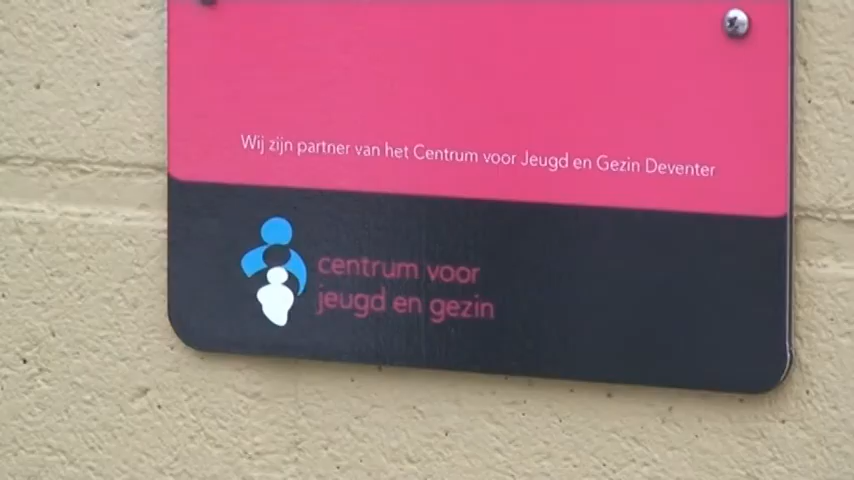 Wij zijn partner van het Centrum voor Jeugd en Gezin Deventer
centrum voor
jeugd en gezin